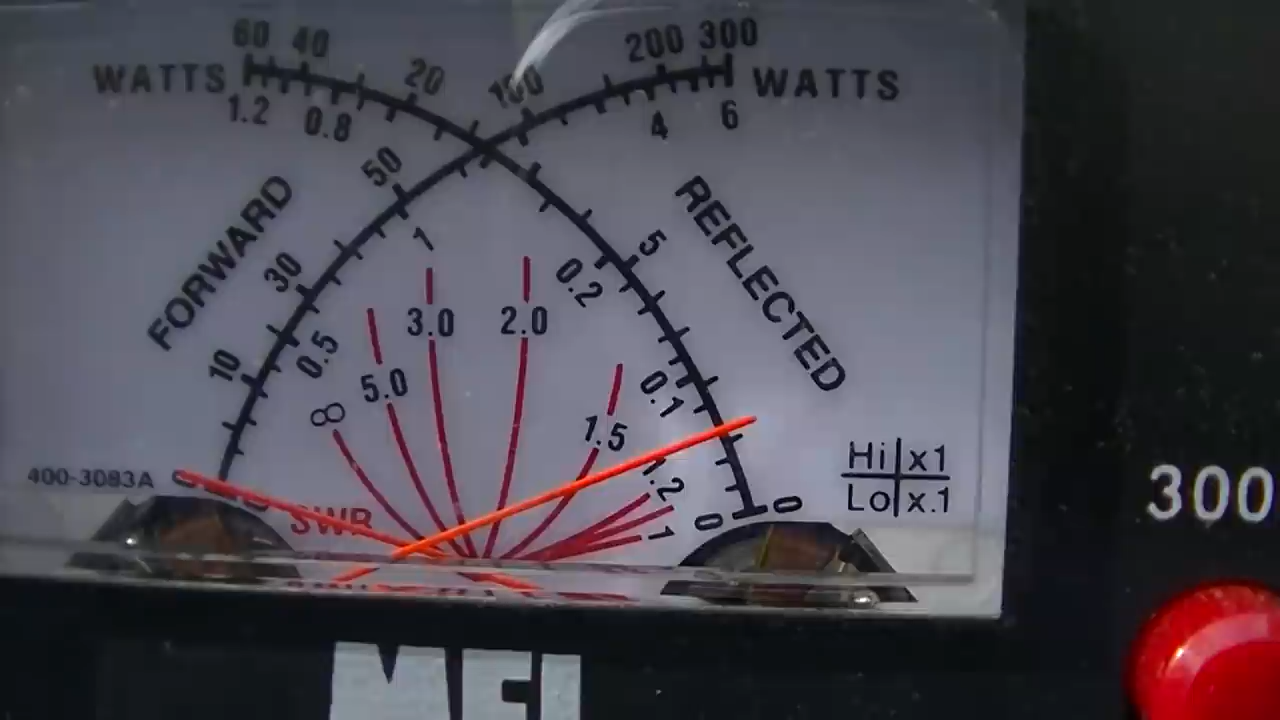 60 40 200 300
WATTS 20 100 WATTS
1.2 0.8 4 6
50
FORWARD REFLECTED
1 5
30 0.2
3.0 2.0
10 0.5 5.0 0.1
∞ 1.5
Hi x1
400-3083A 0 1.2 Lo x.1
SWR 0 0 1
300
MFJ